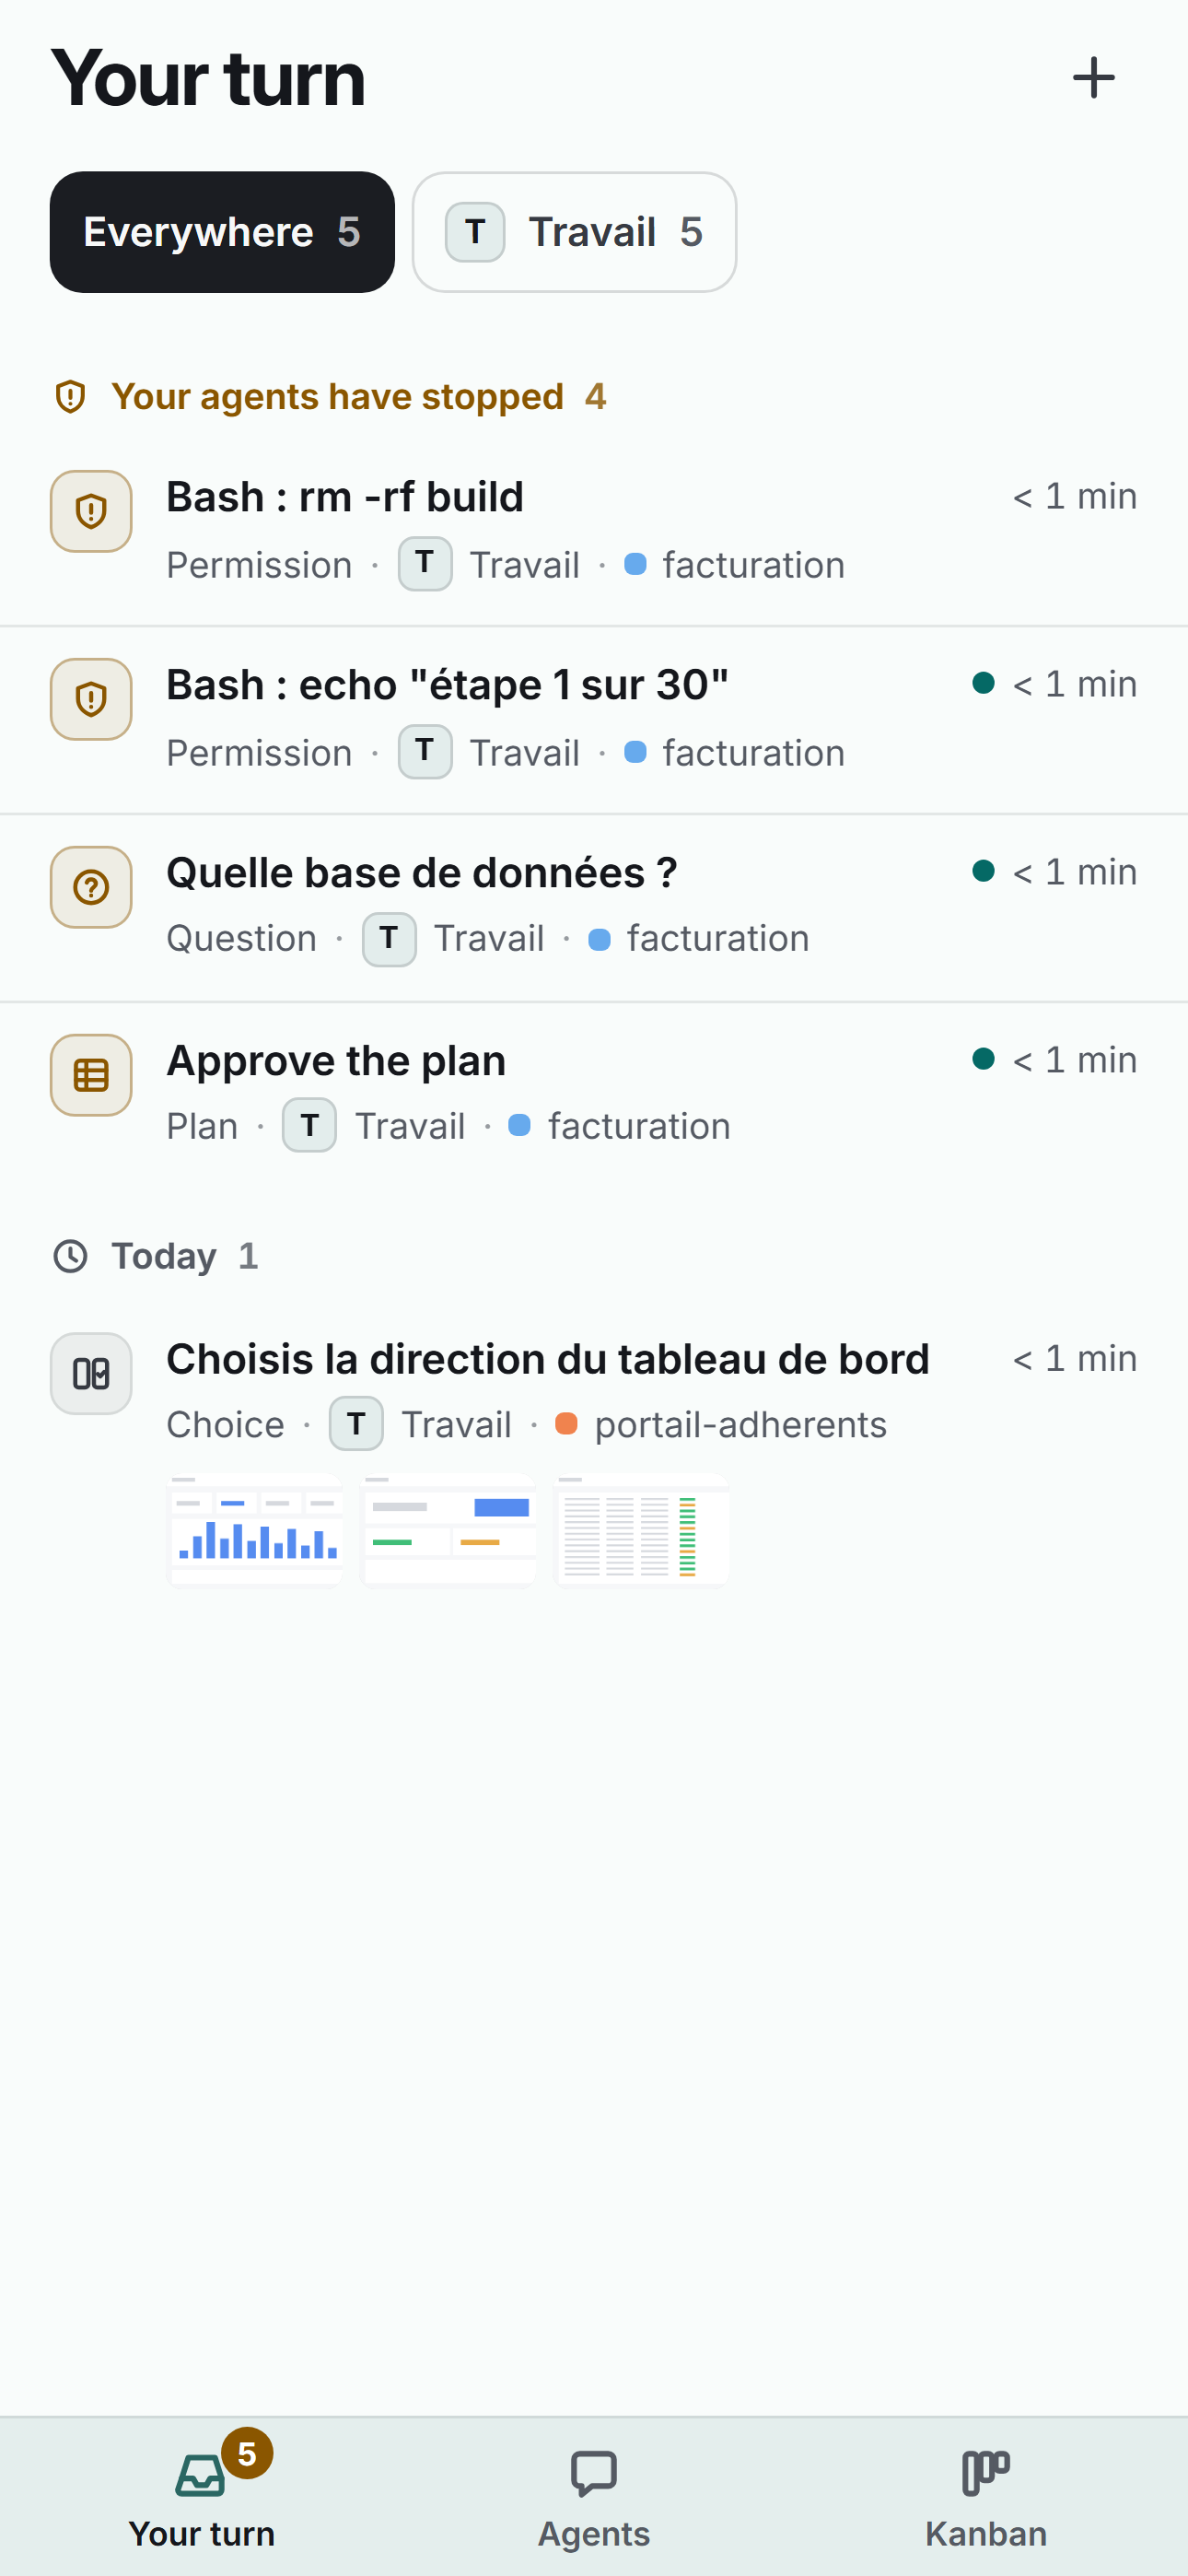 Your turn
Everywhere 5
T Travail 5
Your agents have stopped 4
Bash : rm -rf build
< 1 min
Permission · T Travail · facturation
Bash : echo "étape 1 sur 30"
< 1 min
Permission · T Travail · facturation
Quelle base de données ?
< 1 min
Question · T Travail · facturation
Approve the plan
< 1 min
Plan · T Travail · facturation
Today 1
Choisis la direction du tableau de bord
< 1 min
Choice · T Travail · portail-adherents
5
Your turn
Agents
Kanban